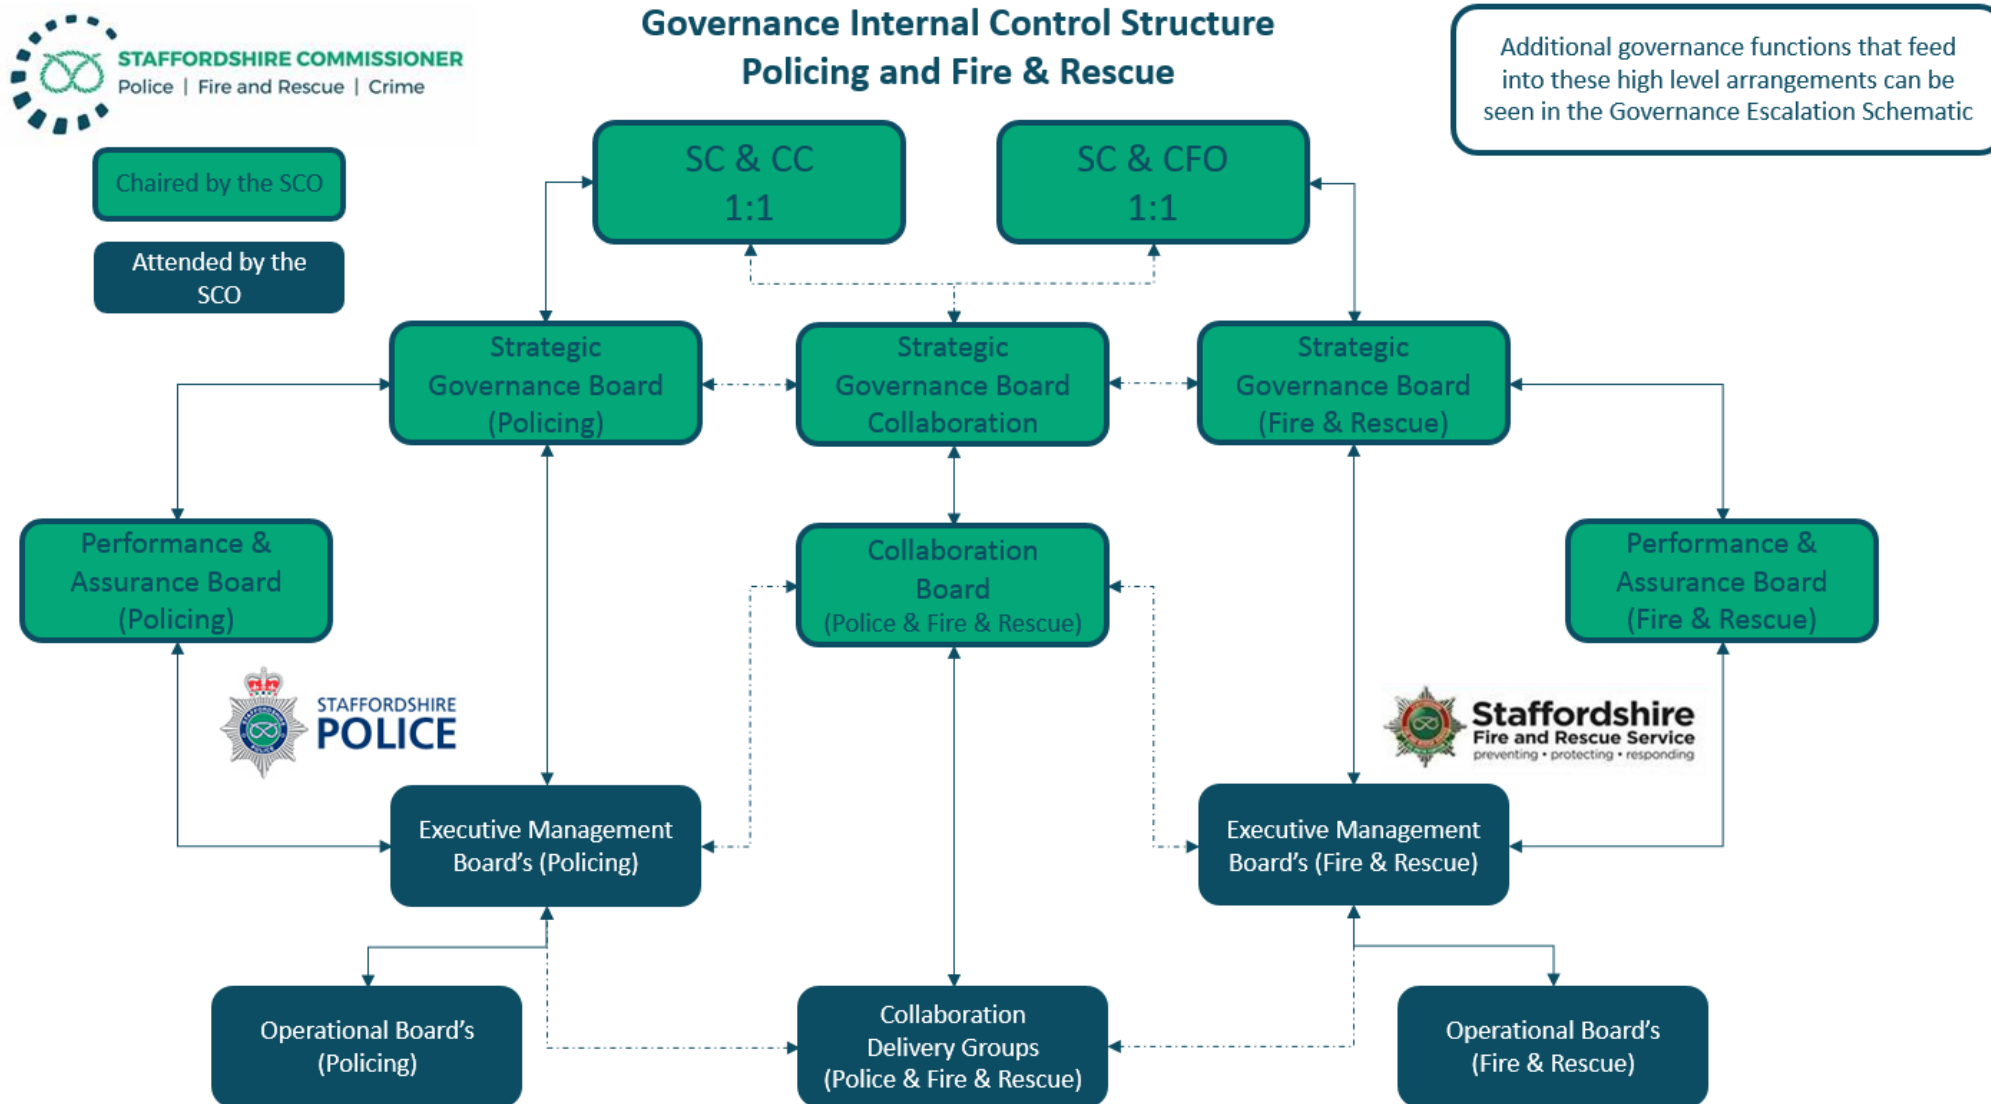 Governance Internal Control Structure
Policing and Fire & Rescue
STAFFORDSHIRE COMMISSIONER
Police | Fire and Rescue | Crime
Additional governance functions that feed
into these high level arrangements can be
seen in the Governance Escalation Schematic
Chaired by the SCO
Attended by the
SCO
SC & CC
1:1
SC & CFO
1:1
Strategic
Governance Board
(Policing)
Strategic
Governance Board
Collaboration
Strategic
Governance Board
(Fire & Rescue)
Performance &
Assurance Board
(Policing)
Collaboration
Board
(Police & Fire & Rescue)
Performance &
Assurance Board
(Fire & Rescue)
STAFFORDSHIRE
POLICE
Staffordshire
Fire and Rescue Service
preventing • protecting • responding
Executive Management
Board's (Policing)
Executive Management
Board's (Fire & Rescue)
Operational Board's
(Policing)
Collaboration
Delivery Groups
(Police & Fire & Rescue)
Operational Board's
(Fire & Rescue)